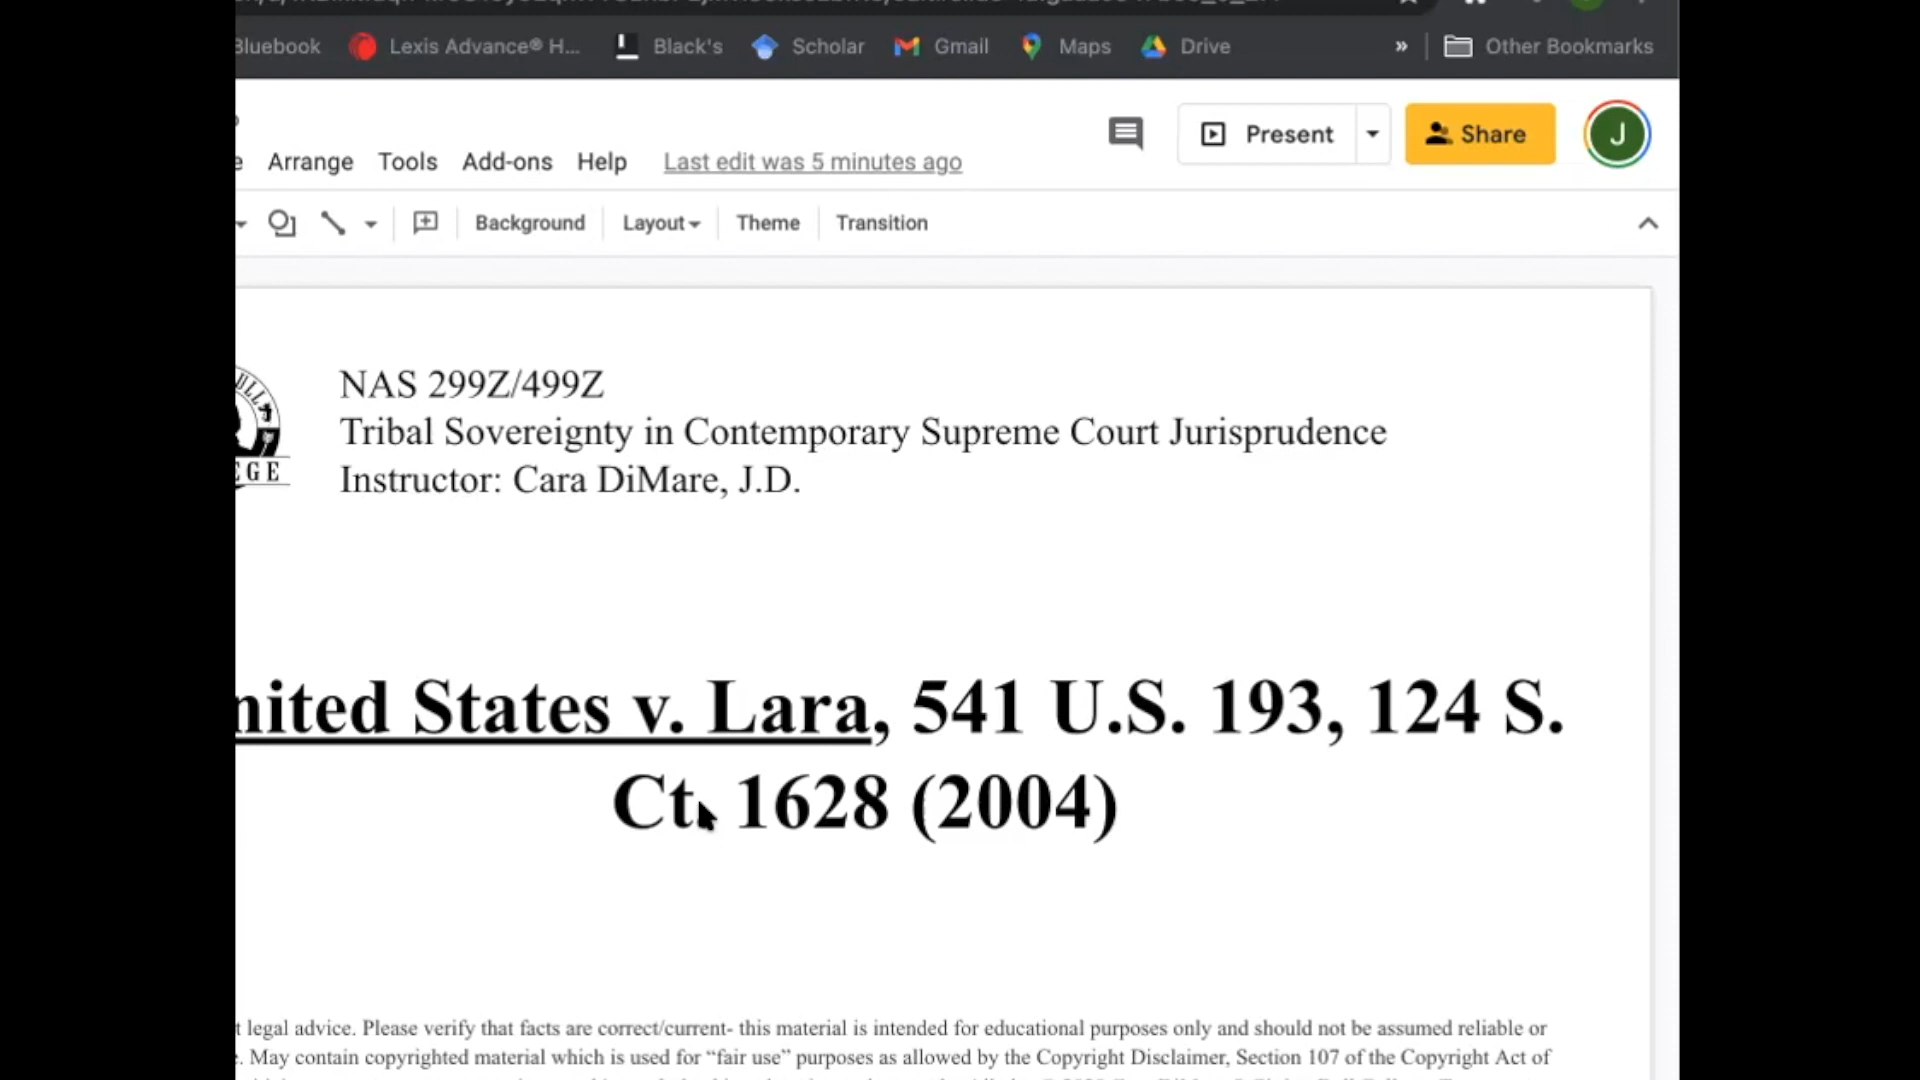 Bluebook Lexis Advance® H... Black's Scholar Gmail Maps Drive » Other Bookmarks
Present Share J
Arrange Tools Add-ons Help Last edit was 5 minutes ago
Background Layout Theme Transition
NAS 299Z/499Z
Tribal Sovereignty in Contemporary Supreme Court Jurisprudence
EGE
Instructor: Cara DiMare, J.D.
nited States v. Lara, 541 U.S. 193, 124 S.
Ct. 1628 (2004)
t legal advice. Please verify that facts are correct/current- this material is intended for educational purposes only and should not be assumed reliable or
. May contain copyrighted material which is used for “fair use” purposes as allowed by the Copyright Disclaimer, Section 107 of the Copyright Act of